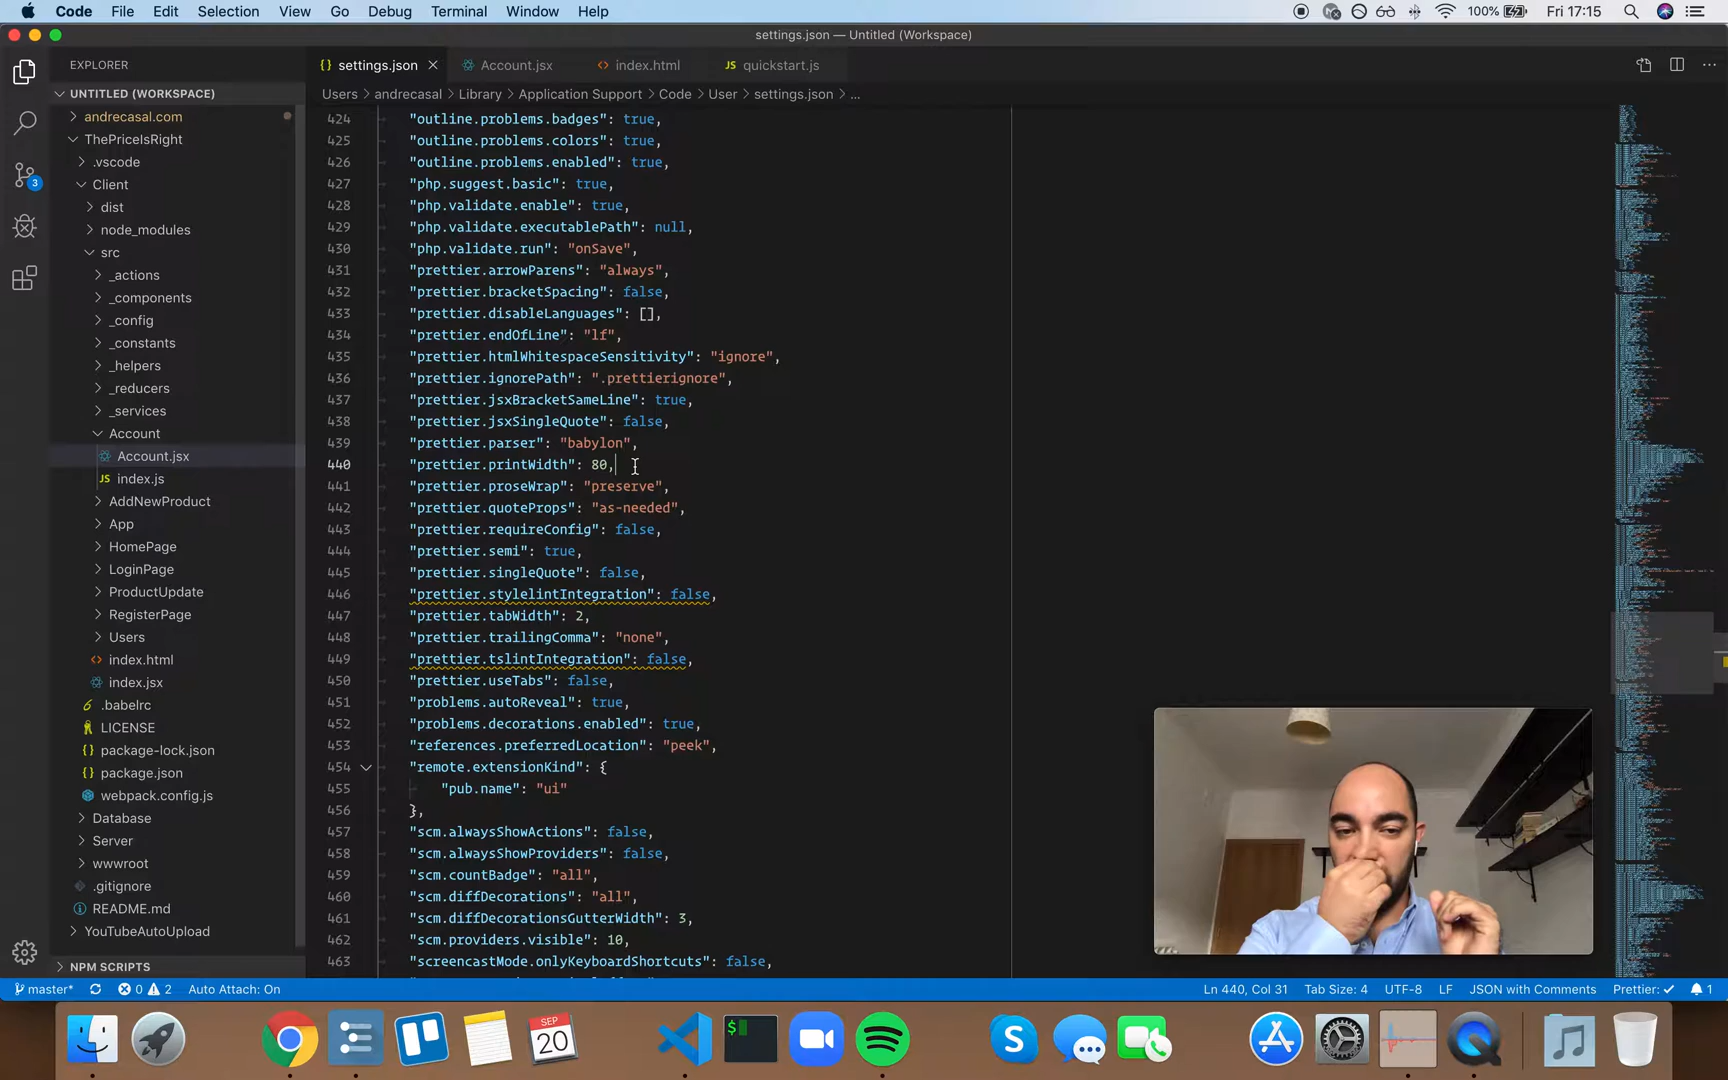 Code File Edit Selection View Go Debug Terminal Window Help 100% Fri 17:15
settings.json — Untitled (Workspace)
EXPLORER
{} settings.json Account.jsx index.html JS quickstart.js
UNTITLED (WORKSPACE)
Users > andrecasal > Library > Application Support > Code > User > settings.json > ...
andrecasal.com
ThePriceIsRight
.vscode
Client
dist
node_modules
src
_actions
_components
_config
_constants
_helpers
_reducers
_services
Account
Account.jsx
JS index.js
AddNewProduct
App
HomePage
LoginPage
ProductUpdate
RegisterPage
Users
index.html
index.jsx
.babelrc
LICENSE
package-lock.json
package.json
webpack.config.js
Database
Server
wwwroot
.gitignore
README.md
YouTubeAutoUpload
NPM SCRIPTS
3
424 "outline.problems.badges": true,
425 "outline.problems.colors": true,
426 "outline.problems.enabled": true,
427 "php.suggest.basic": true,
428 "php.validate.enable": true,
429 "php.validate.executablePath": null,
430 "php.validate.run": "onSave",
431 "prettier.arrowParens": "always",
432 "prettier.bracketSpacing": false,
433 "prettier.disableLanguages": [],
434 "prettier.endOfLine": "lf",
435 "prettier.htmlWhitespaceSensitivity": "ignore",
436 "prettier.ignorePath": ".prettierignore",
437 "prettier.jsxBracketSameLine": true,
438 "prettier.jsxSingleQuote": false,
439 "prettier.parser": "babylon",
440 "prettier.printWidth": 80,
441 "prettier.proseWrap": "preserve",
442 "prettier.quoteProps": "as-needed",
443 "prettier.requireConfig": false,
444 "prettier.semi": true,
445 "prettier.singleQuote": false,
446 "prettier.stylelintIntegration": false,
447 "prettier.tabWidth": 2,
448 "prettier.trailingComma": "none",
449 "prettier.tslintIntegration": false,
450 "prettier.useTabs": false,
451 "problems.autoReveal": true,
452 "problems.decorations.enabled": true,
453 "references.preferredLocation": "peek",
454 "remote.extensionKind": {
455 "pub.name": "ui"
456 },
457 "scm.alwaysShowActions": false,
458 "scm.alwaysShowProviders": false,
459 "scm.countBadge": "all",
460 "scm.diffDecorations": "all",
461 "scm.diffDecorationsGutterWidth": 3,
462 "scm.providers.visible": 10,
463 "screencastMode.onlyKeyboardShortcuts": false,
master* 0 2 Auto Attach: On Ln 440, Col 31 Tab Size: 4 UTF-8 LF JSON with Comments Prettier: ✓ 1
SEP
20
$